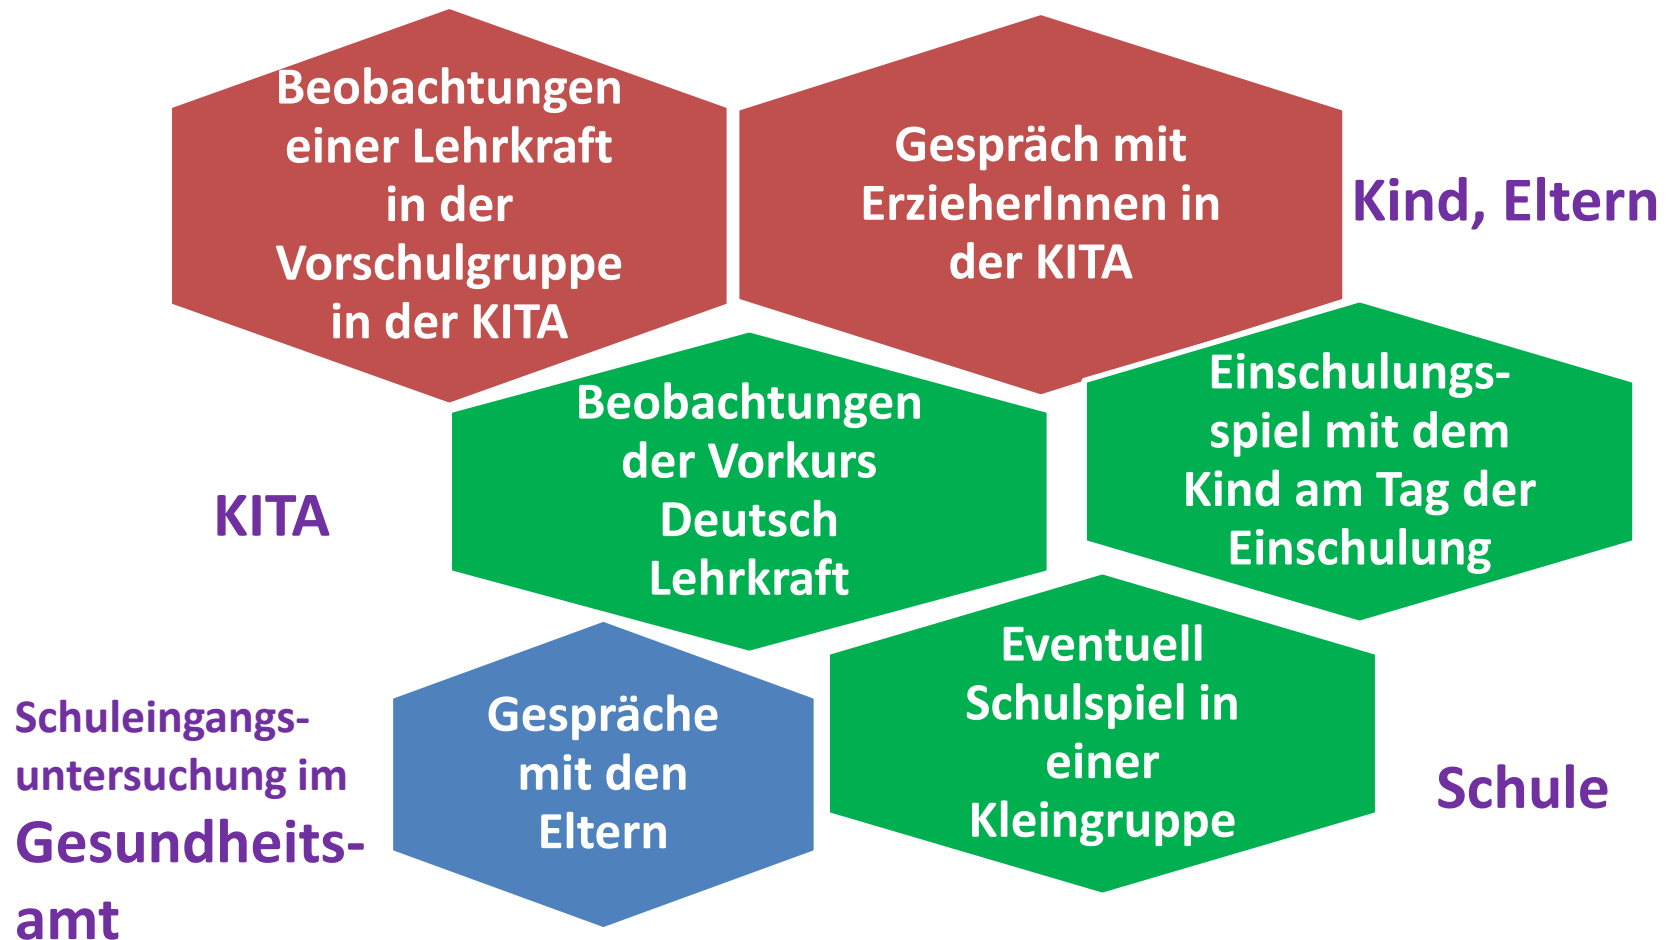 Beobachtungen
einer Lehrkraft
in der
Vorschulgruppe
in der KITA
Gespräch mit
ErzieherInnen in
der KITA
Kind, Eltern
Beobachtungen
der Vorkurs
Deutsch
Lehrkraft
Einschulungs-
spiel mit dem
Kind am Tag der
Einschulung
KITA
Schuleingangs-
untersuchung im
Gesundheits-
amt
Gespräche
mit den
Eltern
Eventuell
Schulspiel in
einer
Kleingruppe
Schule